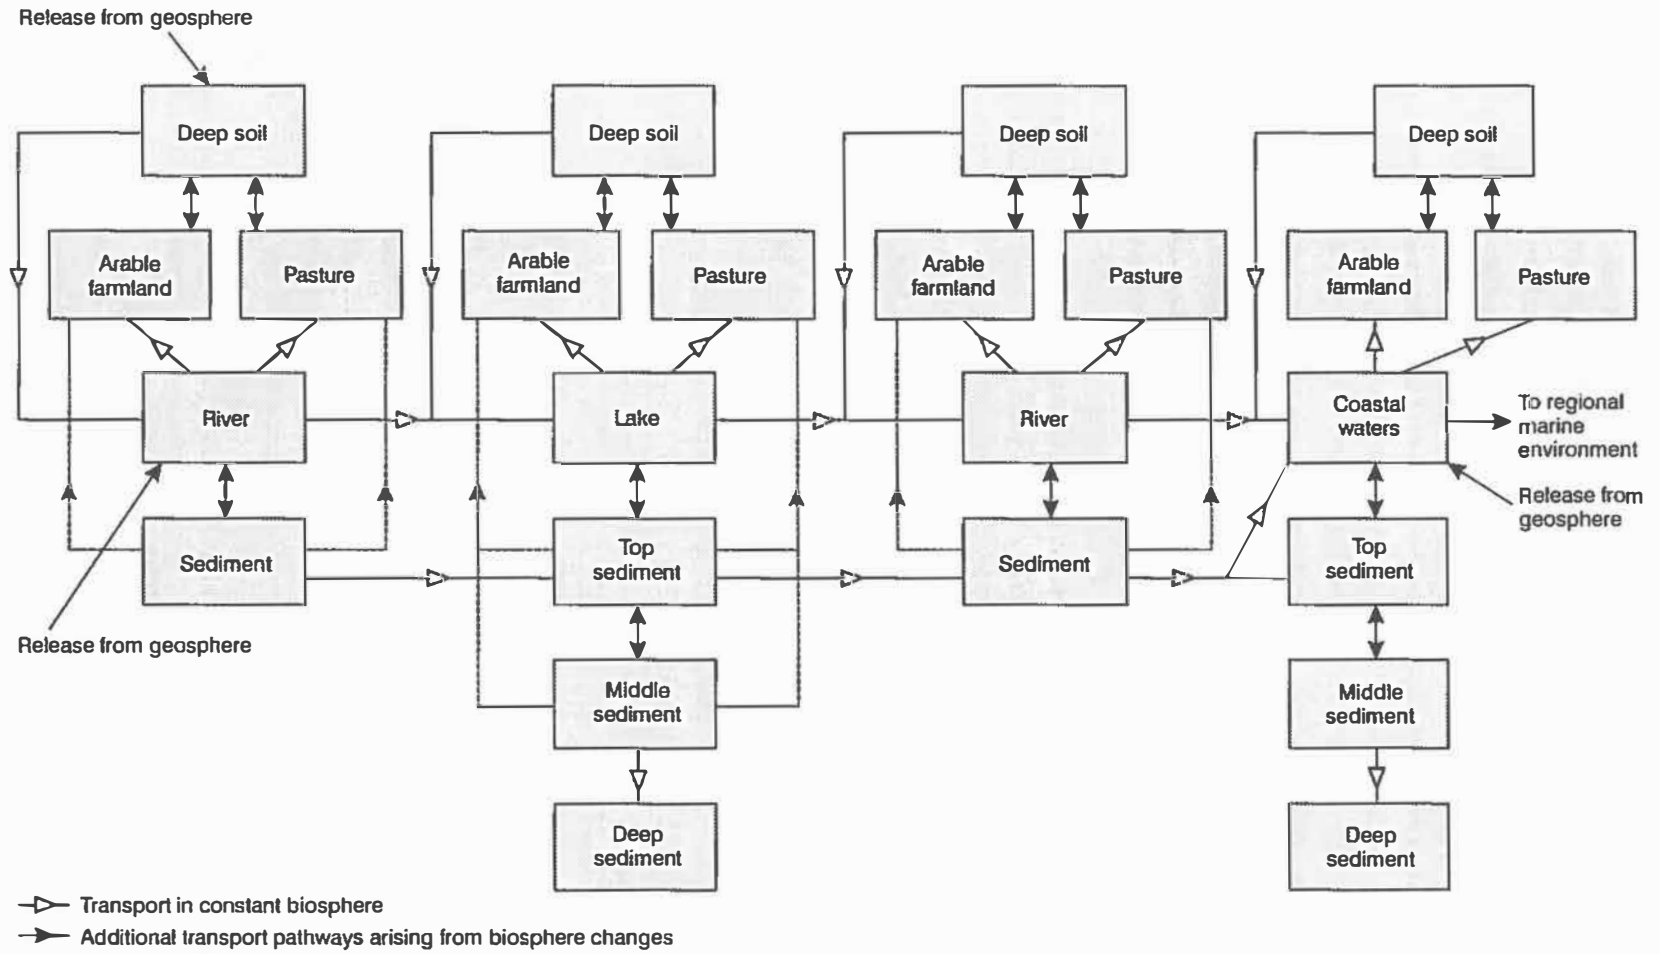 Release from geosphere
Deep soil
Deep soil
Deep soil
Deep soil
Arable
farmland
Pasture
Arable
farmland
Pasture
Arable
farmland
Pasture
Arable
farmland
Pasture
River
Lake
River
Coastal
waters
To regional
marine
environment
Release from
geosphere
Sediment
Top
sediment
Sediment
Top
sediment
Release from geosphere
Middle
sediment
Middle
sediment
Deep
sediment
Deep
sediment
Transport in constant biosphere
Additional transport pathways arising from biosphere changes